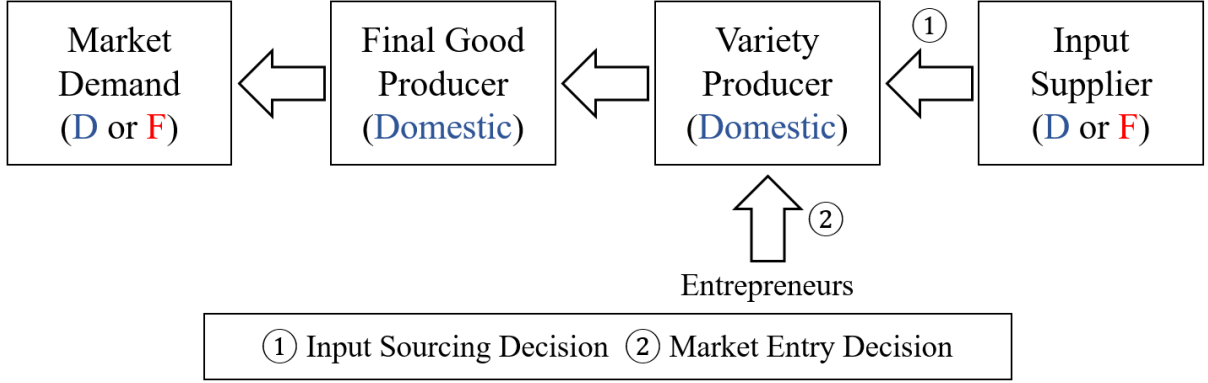 Market
Demand
(D or F)
Final Good
Producer
(Domestic)
Variety
Producer
(Domestic)
①
Input
Supplier
(D or F)
②
Entrepreneurs
① Input Sourcing Decision ② Market Entry Decision